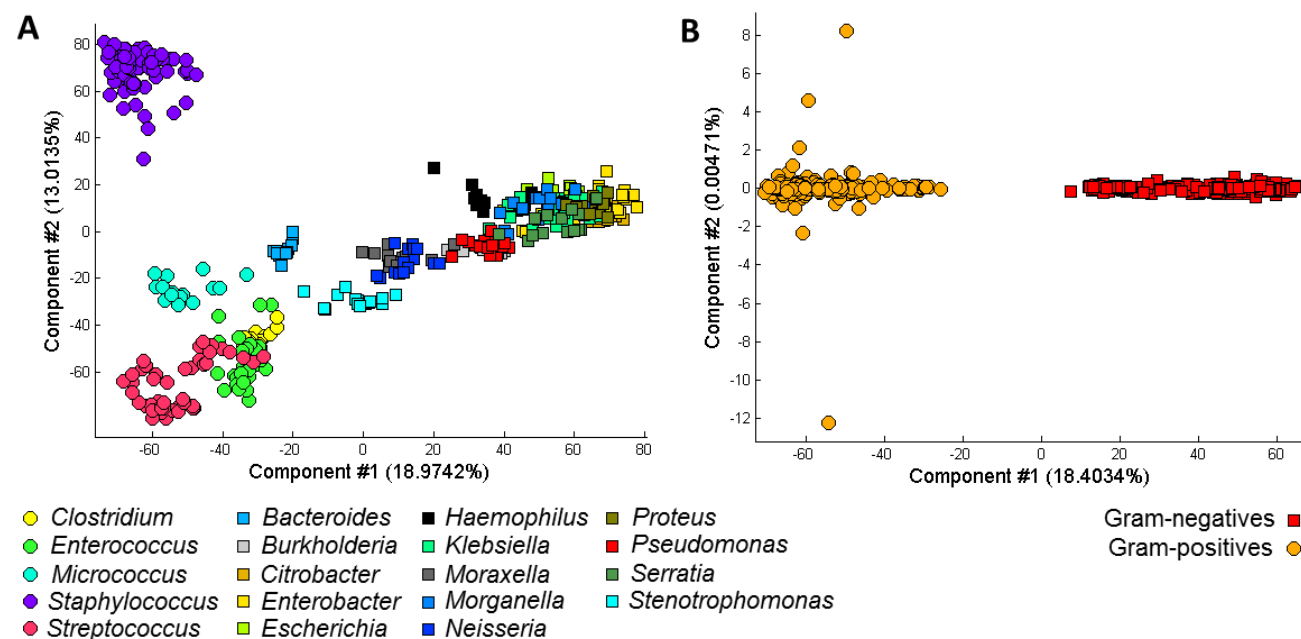 A
80
60
40
20
0
-20
-40
-60
Component #2 (13.0135%)
-60 -40 -20 0 20 40 60 80
Component #1 (18.9742%)
B
8
6
4
2
0
-2
-4
-6
-8
-10
-12
Component #2 (0.00471%)
-60 -40 -20 0 20 40 60
Component #1 (18.4034%)
Clostridium Bacteroides Haemophilus Proteus
Enterococcus Burkholderia Klebsiella Pseudomonas
Micrococcus Citrobacter Moraxella Serratia
Staphylococcus Enterobacter Morganella Stenotrophomonas
Streptococcus Escherichia Neisseria
Gram-negatives
Gram-positives